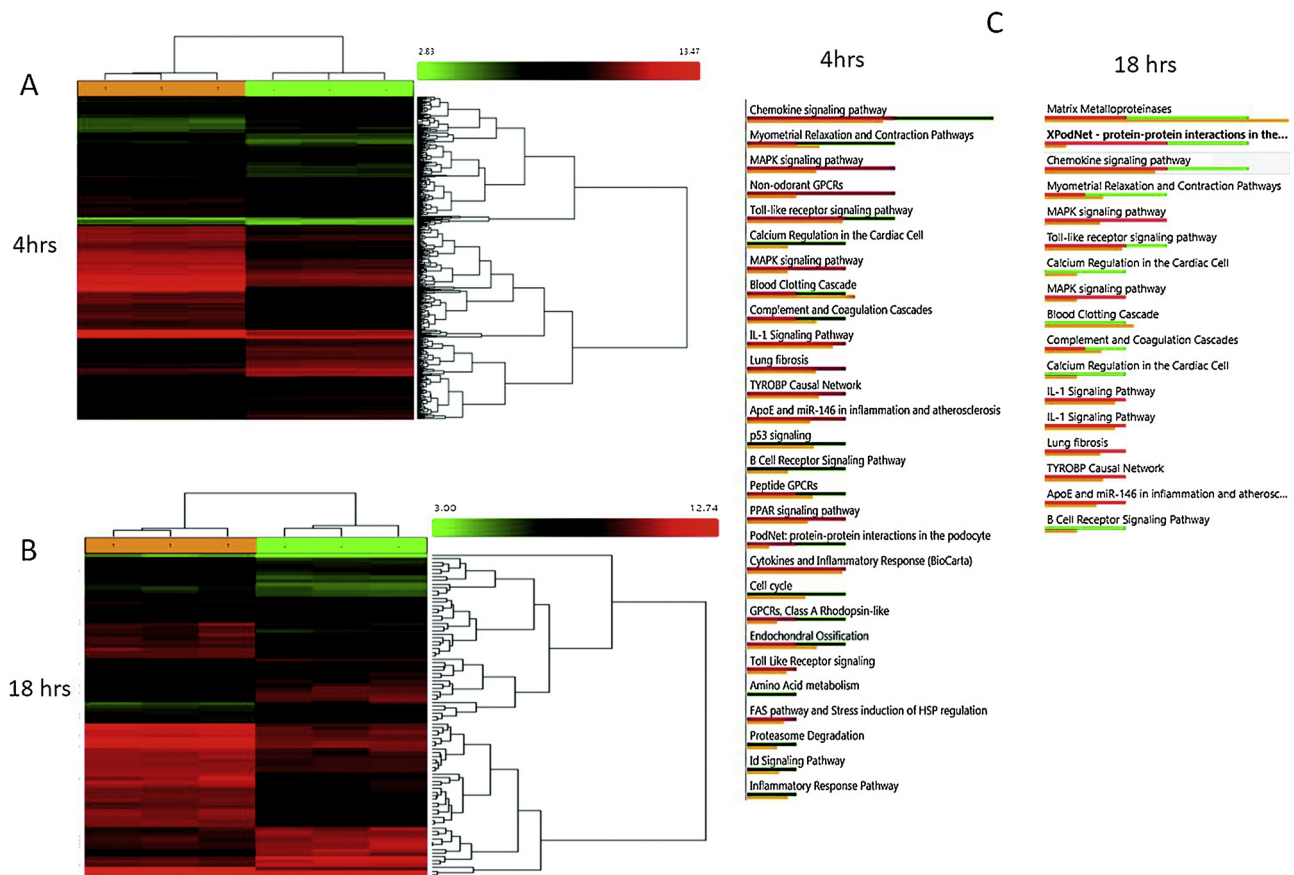 C
A
2.83
13.47
4hrs
4hrs
B
3.00
12.74
18 hrs
4hrs
Chemokine signaling pathway
Myometrial Relaxation and Contraction Pathways
MAPK signaling pathway
Non-odorant GPCRs
Toll-like receptor signaling pathway
Calcium Regulation in the Cardiac Cell
MAPK signaling pathway
Blood Clotting Cascade
Complement and Coagulation Cascades
IL-1 Signaling Pathway
Lung fibrosis
TYROBP Causal Network
ApoE and miR-146 in inflammation and atherosclerosis
p53 signaling
B Cell Receptor Signaling Pathway
Peptide GPCRs
PPAR signaling pathway
PodNet: protein-protein interactions in the podocyte
Cytokines and Inflammatory Response (BioCarta)
Cell cycle
GPCRs, Class A Rhodopsin-like
Endochondral Ossification
Toll Like Receptor signaling
Amino Acid metabolism
FAS pathway and Stress induction of HSP regulation
Proteasome Degradation
Id Signaling Pathway
Inflammatory Response Pathway
18 hrs
Matrix Metalloproteinases
XPodNet - protein-protein interactions in the...
Chemokine signaling pathway
Myometrial Relaxation and Contraction Pathways
MAPK signaling pathway
Toll-like receptor signaling pathway
Calcium Regulation in the Cardiac Cell
MAPK signaling pathway
Blood Clotting Cascade
Complement and Coagulation Cascades
Calcium Regulation in the Cardiac Cell
IL-1 Signaling Pathway
IL-1 Signaling Pathway
Lung fibrosis
TYROBP Causal Network
ApoE and miR-146 in inflammation and atherosc...
B Cell Receptor Signaling Pathway